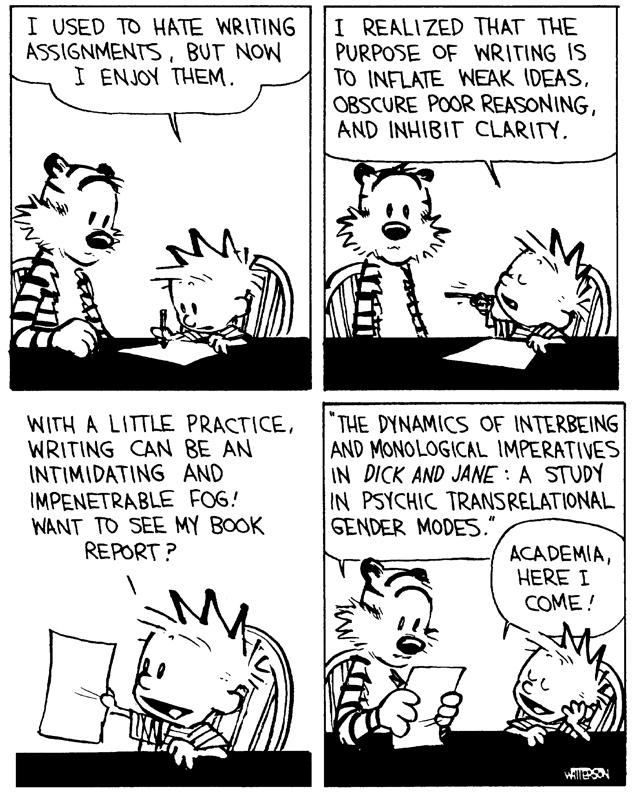 I USED TO HATE WRITING
ASSIGNMENTS, BUT NOW
I ENJOY THEM.
I REALIZED THAT THE
PURPOSE OF WRITING IS
TO INFLATE WEAK IDEAS,
OBSCURE POOR REASONING,
AND INHIBIT CLARITY.
WITH A LITTLE PRACTICE,
WRITING CAN BE AN
INTIMIDATING AND
IMPENETRABLE FOG!
WANT TO SEE MY BOOK
REPORT?
"THE DYNAMICS OF INTERBEING
AND MONOLOGICAL IMPERATIVES
IN DICK AND JANE : A STUDY
IN PSYCHIC TRANSRELATIONAL
GENDER MODES."
ACADEMIA,
HERE I
COME!
WATTERSON